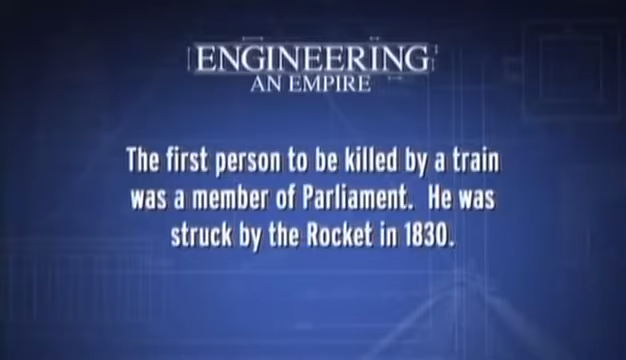 ENGINEERING
AN EMPIRE
The first person to be killed by a train
was a member of Parliament. He was
struck by the Rocket in 1830.